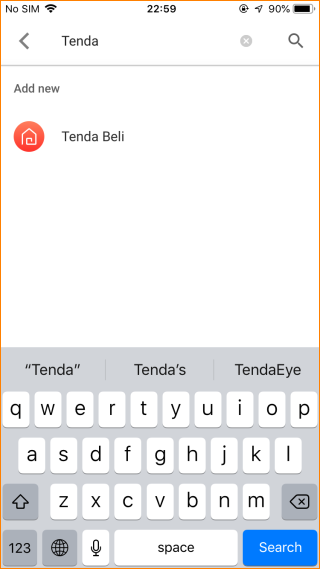 No SIM 22:59 90%
Tenda
Add new
Tenda Beli
“Tenda” Tenda’s TendaEye
q w e r t y u i o p
a s d f g h j k l
z x c v b n m
123 space Search